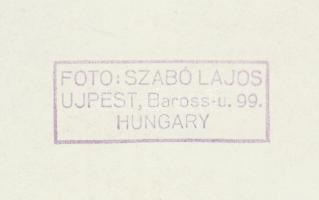 FOTO: SZABÓ LAJOS
UJPEST, Baross-u. 99.
HUNGARY